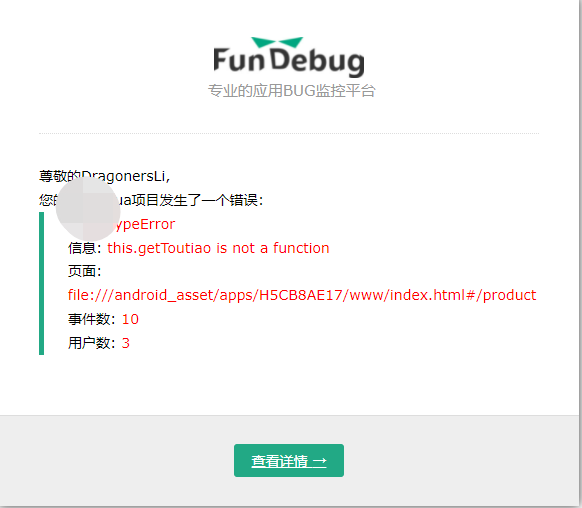 FunDebug
专业的应用BUG监控平台
尊敬的DragonersLi,
您的 ua项目发生了一个错误:
ypeError
信息: this.getToutiao is not a function
页面:
file:///android_asset/apps/H5CB8AE17/www/index.html#/product
事件数: 10
用户数: 3
查看详情 →